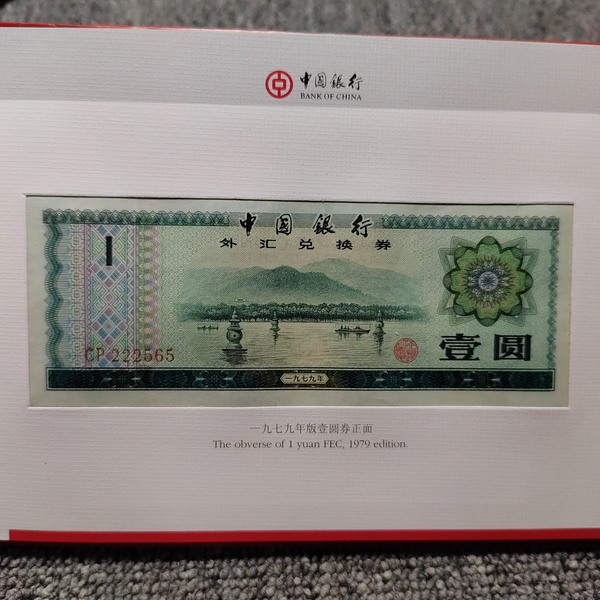 中国银行
BANK OF CHINA
中国银行
外汇兑换券
1
CP 222565
壹圆
一九七九年
一九七九年版壹圆券正面
The obverse of 1 yuan FEC, 1979 edition.